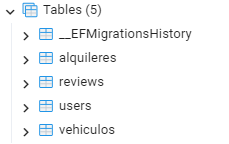 Tables (5)
__EFMigrationsHistory
alquileres
reviews
users
vehiculos